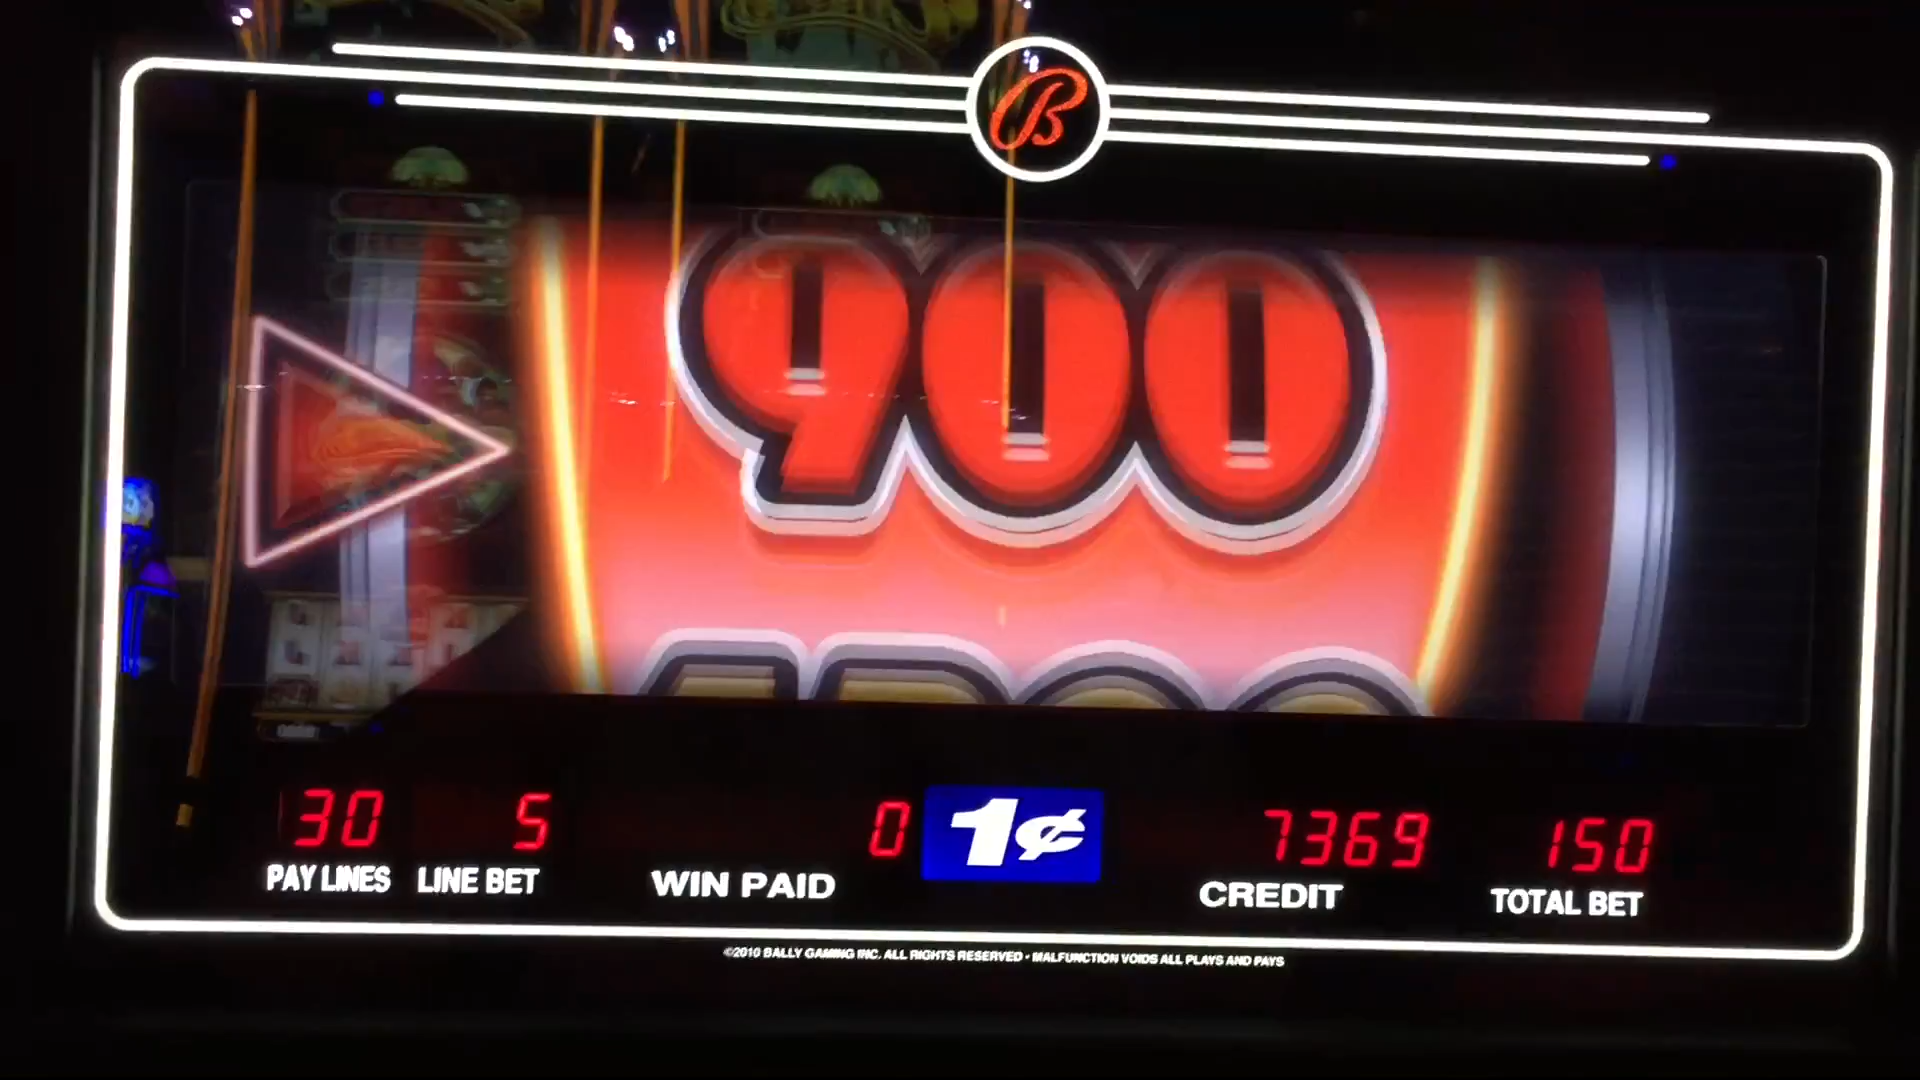 B
900
30
5
0
1¢
7369
150
PAY LINES
LINE BET
WIN PAID
CREDIT
TOTAL BET
©2010 BALLY GAMING INC. ALL RIGHTS RESERVED - MALFUNCTION VOIDS ALL PLAYS AND PAYS